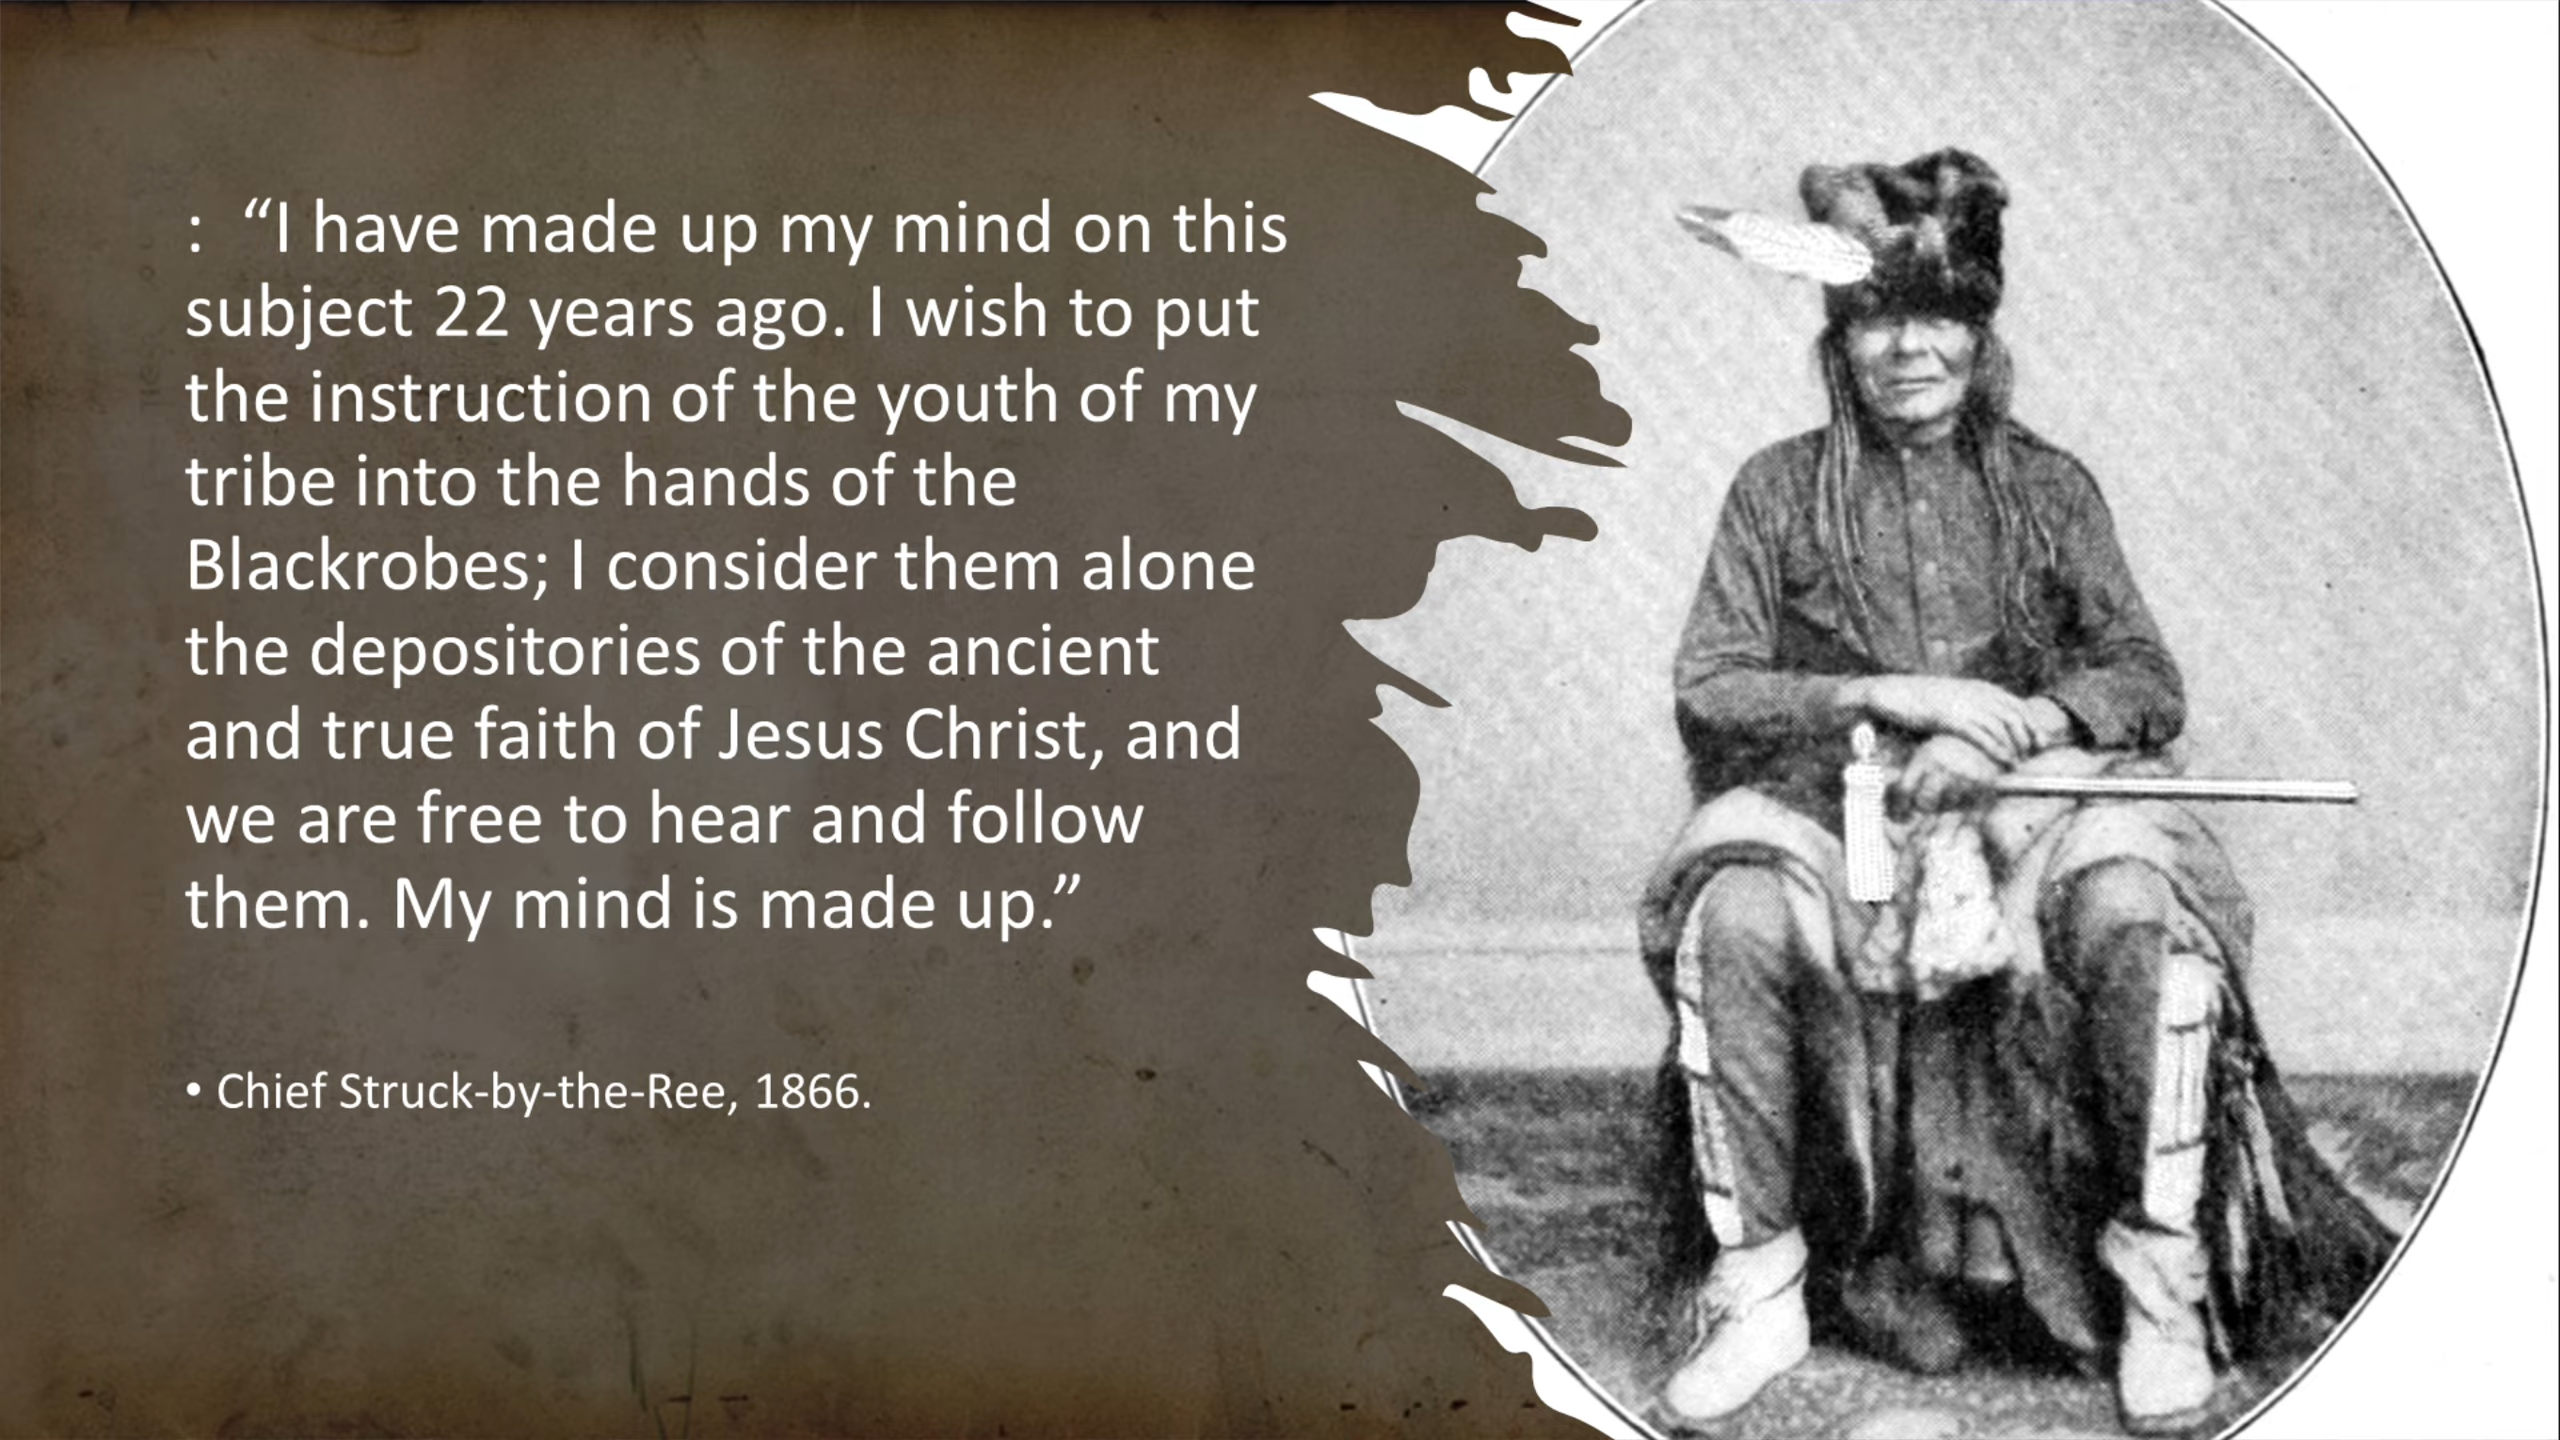 :  “I have made up my mind on this
subject 22 years ago. I wish to put
the instruction of the youth of my
tribe into the hands of the
Blackrobes; I consider them alone
the depositories of the ancient
and true faith of Jesus Christ, and
we are free to hear and follow
them. My mind is made up.”
• Chief Struck-by-the-Ree, 1866.